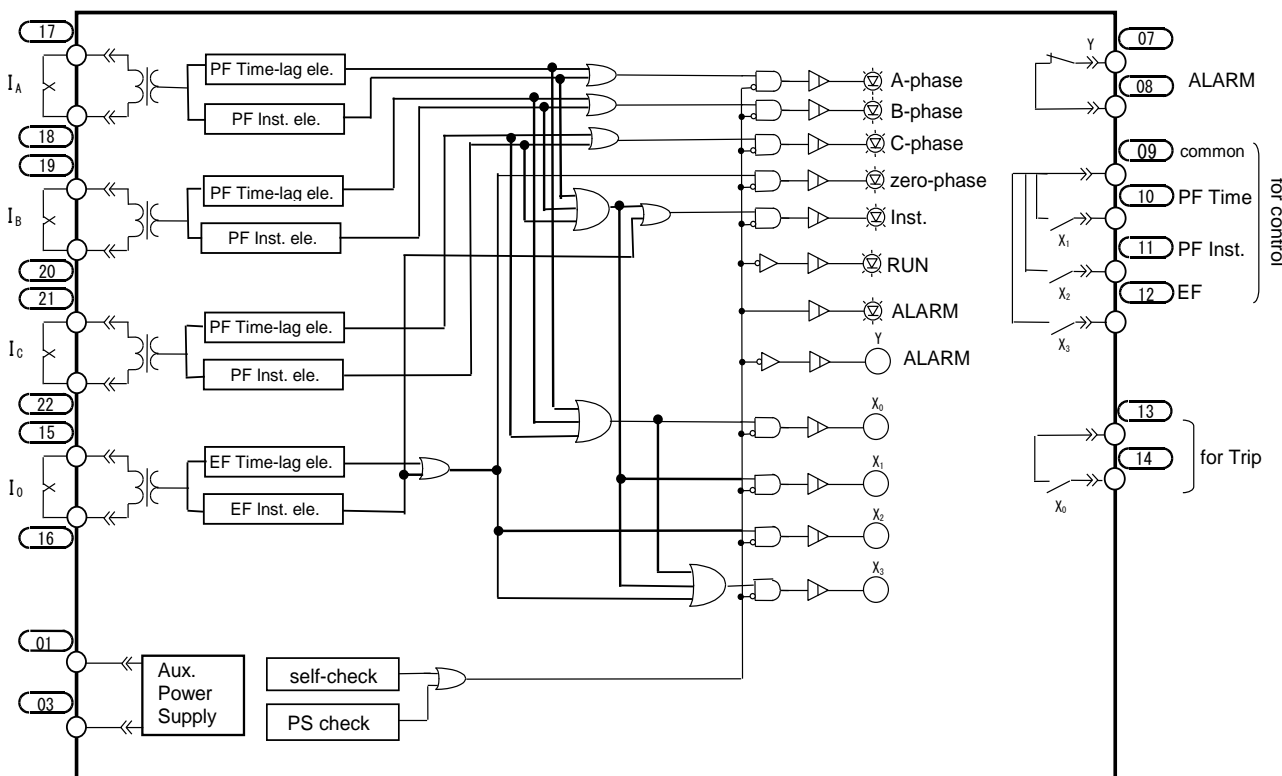 17
I_A
18
19
I_B
20
21
I_C
22
15
I_0
16
01
03
PF Time-lag ele.
PF Inst. ele.
PF Time-lag ele.
PF Inst. ele.
PF Time-lag ele.
PF Inst. ele.
EF Time-lag ele.
EF Inst. ele.
Aux.
Power
Supply
self-check
PS check
A-phase
B-phase
C-phase
zero-phase
Inst.
RUN
ALARM
Y
ALARM
X0
X1
X2
X3
Y
07
08
ALARM
09
common
10
PF Time
X1
11
PF Inst.
X2
12
EF
X3
for control
13
14
for Trip
X0